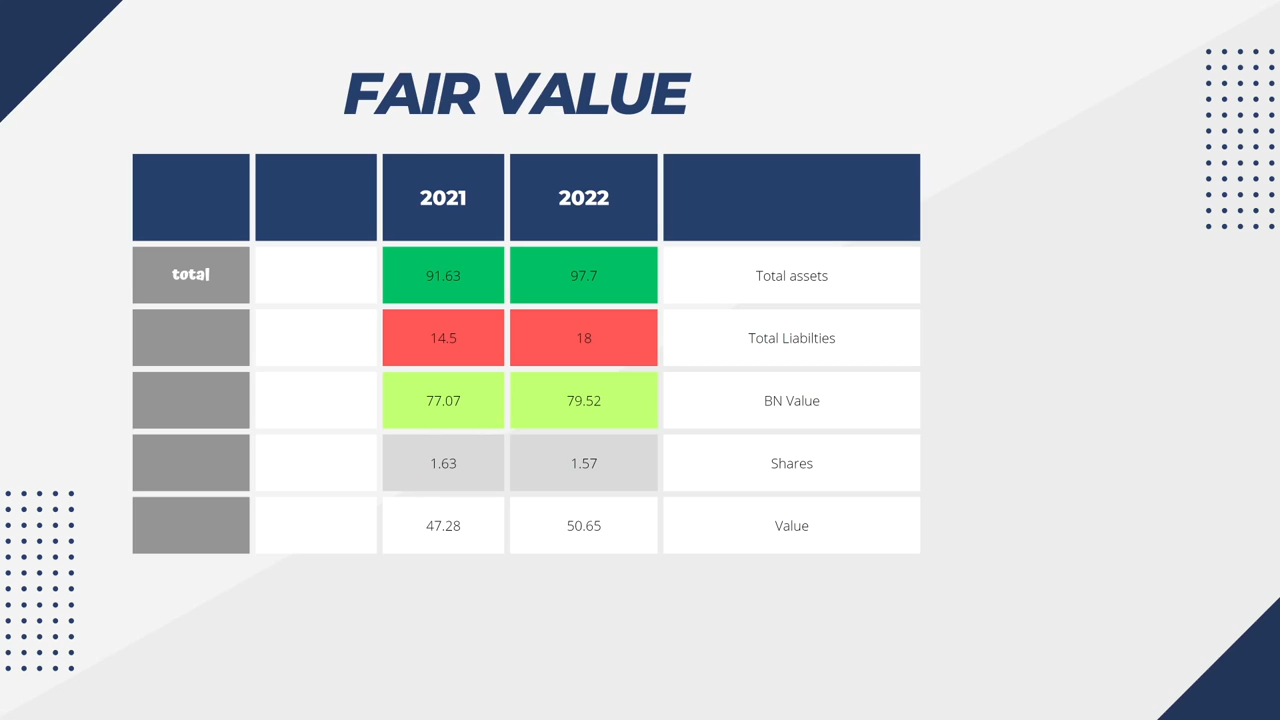 FAIR VALUE
2021 2022
total 91.63 97.7 Total assets
14.5 18 Total Liabilties
77.07 79.52 BN Value
1.63 1.57 Shares
47.28 50.65 Value